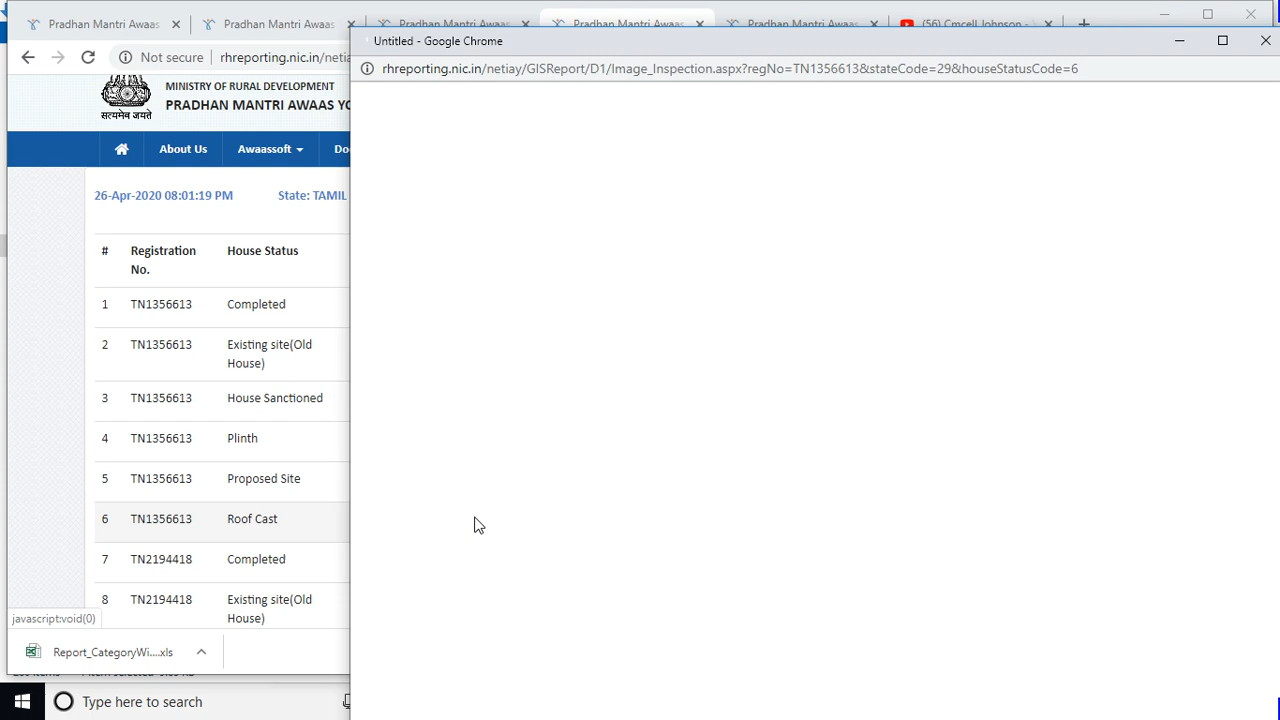 Pradhan Mantri Awaas
Pradhan Mantri Awaas
Pradhan Mantri Awaas
Pradhan Mantri Awaas
Pradhan Mantri Awaas
(56) Cmcell Johnson -
Untitled - Google Chrome
Not secure
rhreporting.nic.in/netia
rhreporting.nic.in/netiay/GISReport/D1/Image_Inspection.aspx?regNo=TN1356613&stateCode=29&houseStatusCode=6
MINISTRY OF RURAL DEVELOPMENT
PRADHAN MANTRI AWAAS YO
सत्यमेव जयते
About Us
Awaassoft
Do
26-Apr-2020 08:01:19 PM State: TAMIL
# Registration No. House Status
1 TN1356613 Completed
2 TN1356613 Existing site(Old House)
3 TN1356613 House Sanctioned
4 TN1356613 Plinth
5 TN1356613 Proposed Site
6 TN1356613 Roof Cast
7 TN2194418 Completed
8 TN2194418 Existing site(Old House)
javascript:void(0)
Report_CategoryWi....xls
Type here to search